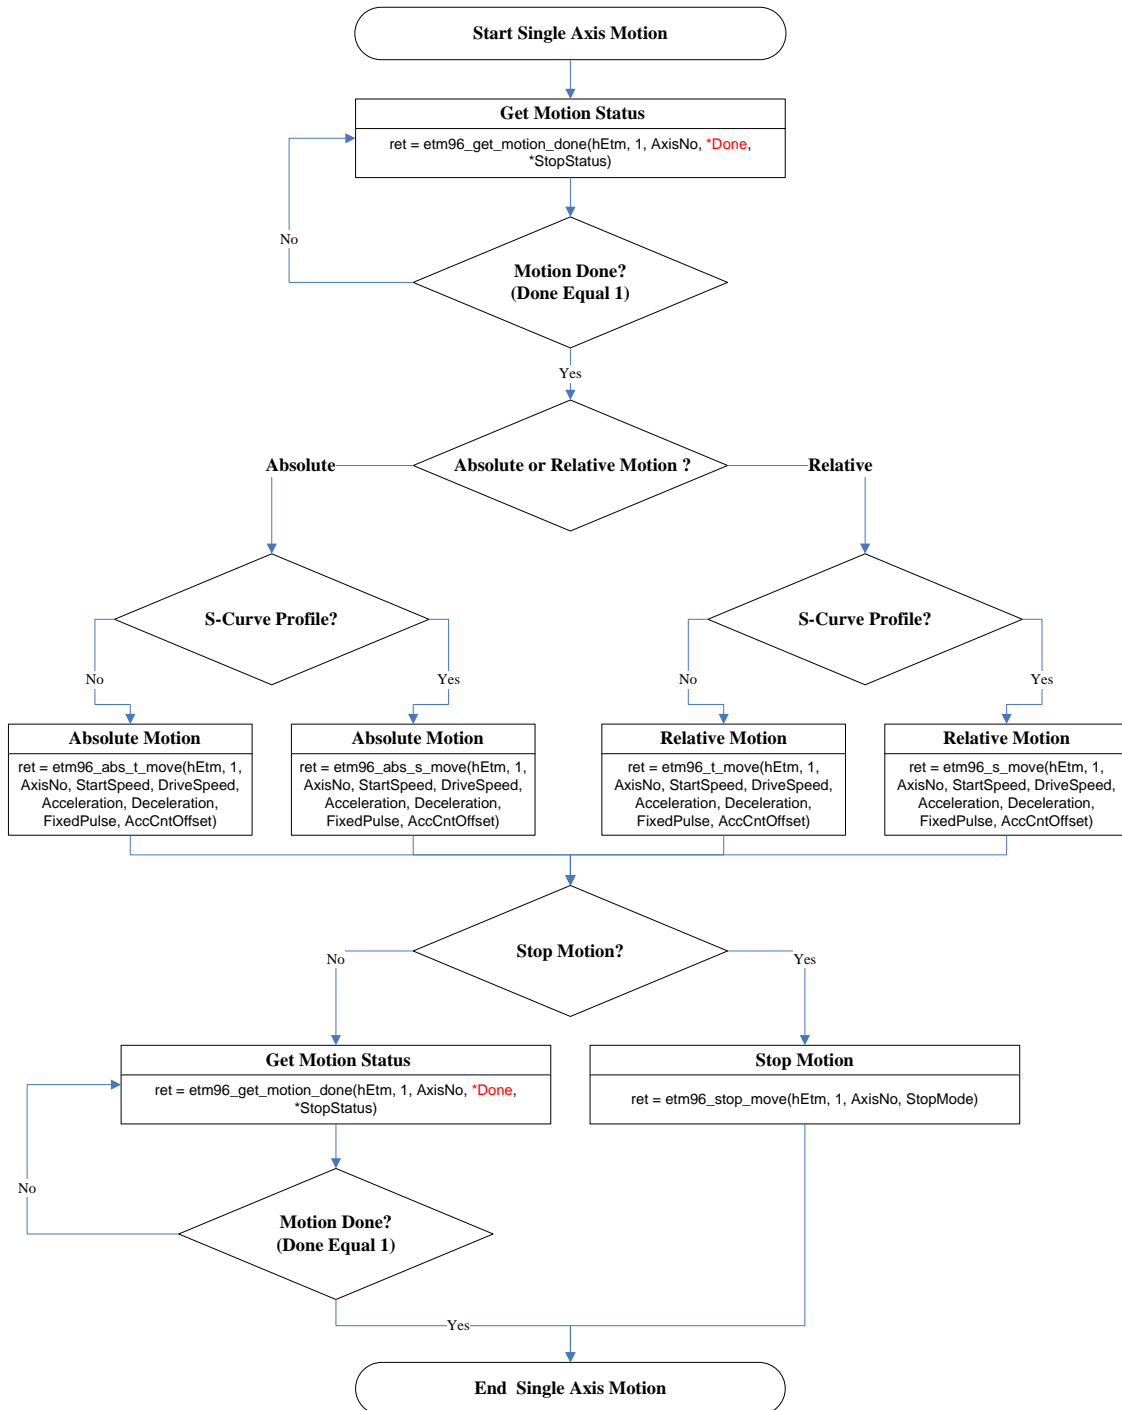 Start Single Axis Motion
Get Motion Status
ret = etm96_get_motion_done(hEtm, 1, AxisNo, *Done,
*StopStatus)
No
Motion Done?
(Done Equal 1)
Yes
Absolute
Absolute or Relative Motion ?
Relative
S-Curve Profile?
S-Curve Profile?
No
Yes
No
Yes
Absolute Motion
ret = etm96_abs_t_move(hEtm, 1,
AxisNo, StartSpeed, DriveSpeed,
Acceleration, Deceleration,
FixedPulse, AccCntOffset)
Absolute Motion
ret = etm96_abs_s_move(hEtm, 1,
AxisNo, StartSpeed, DriveSpeed,
Acceleration, Deceleration,
FixedPulse, AccCntOffset)
Relative Motion
ret = etm96_t_move(hEtm, 1,
AxisNo, StartSpeed, DriveSpeed,
Acceleration, Deceleration,
FixedPulse, AccCntOffset)
Relative Motion
ret = etm96_s_move(hEtm, 1,
AxisNo, StartSpeed, DriveSpeed,
Acceleration, Deceleration,
FixedPulse, AccCntOffset)
Stop Motion?
No
Yes
Get Motion Status
ret = etm96_get_motion_done(hEtm, 1, AxisNo, *Done,
*StopStatus)
Stop Motion
ret = etm96_stop_move(hEtm, 1, AxisNo, StopMode)
No
Motion Done?
(Done Equal 1)
Yes
End  Single Axis Motion